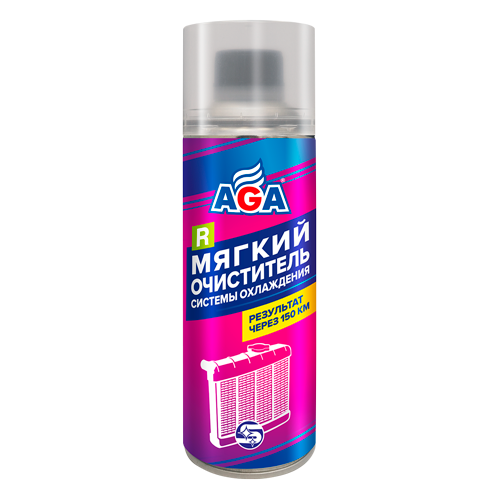 AGA®
R
МЯГКИЙ
ОЧИСТИТЕЛЬ
СИСТЕМЫ ОХЛАЖДЕНИЯ
РЕЗУЛЬТАТ
ЧЕРЕЗ 150 КМ